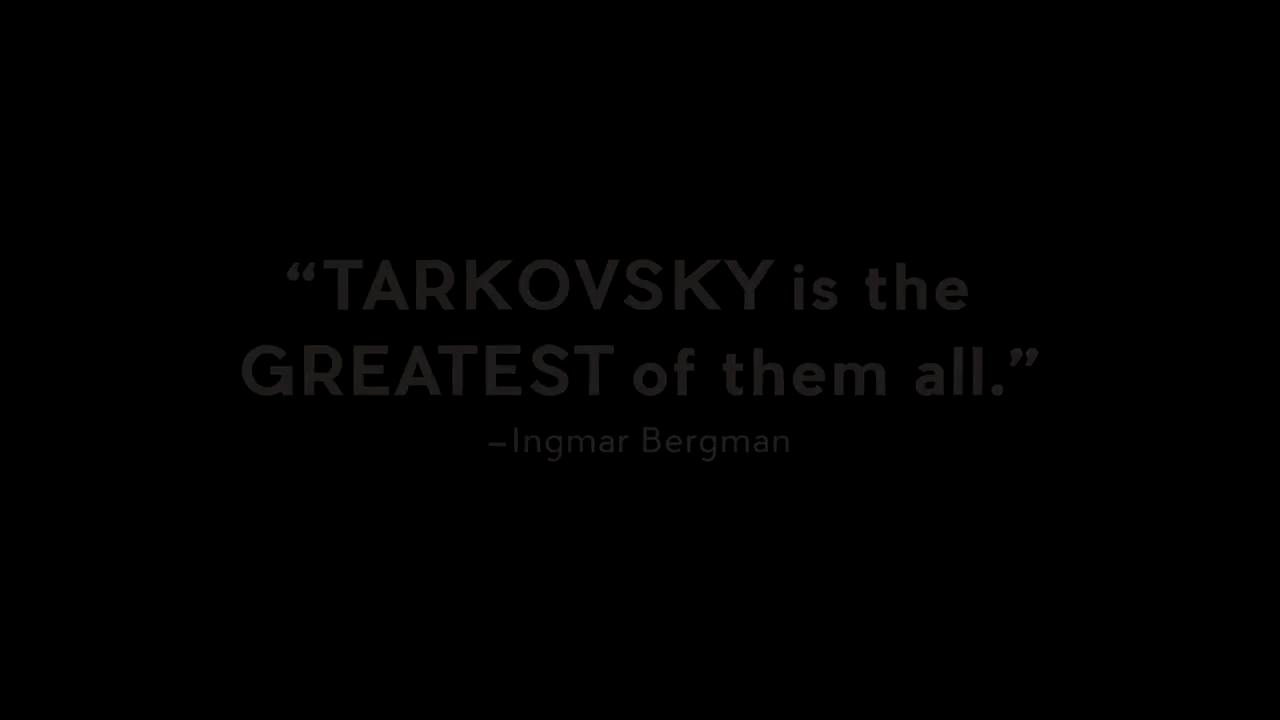 “TARKOVSKY is the
GREATEST of them all.”
–Ingmar Bergman